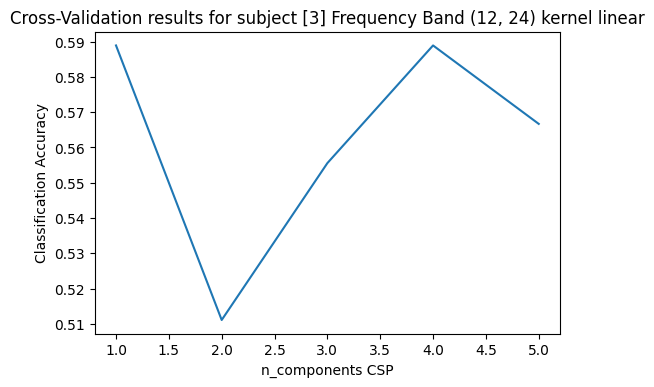 Cross-Validation results for subject [3] Frequency Band (12, 24) kernel linear
0.59
0.58
0.57
0.56
0.55
0.54
0.53
0.52
0.51
Classification Accuracy
1.0 1.5 2.0 2.5 3.0 3.5 4.0 4.5 5.0
n_components CSP